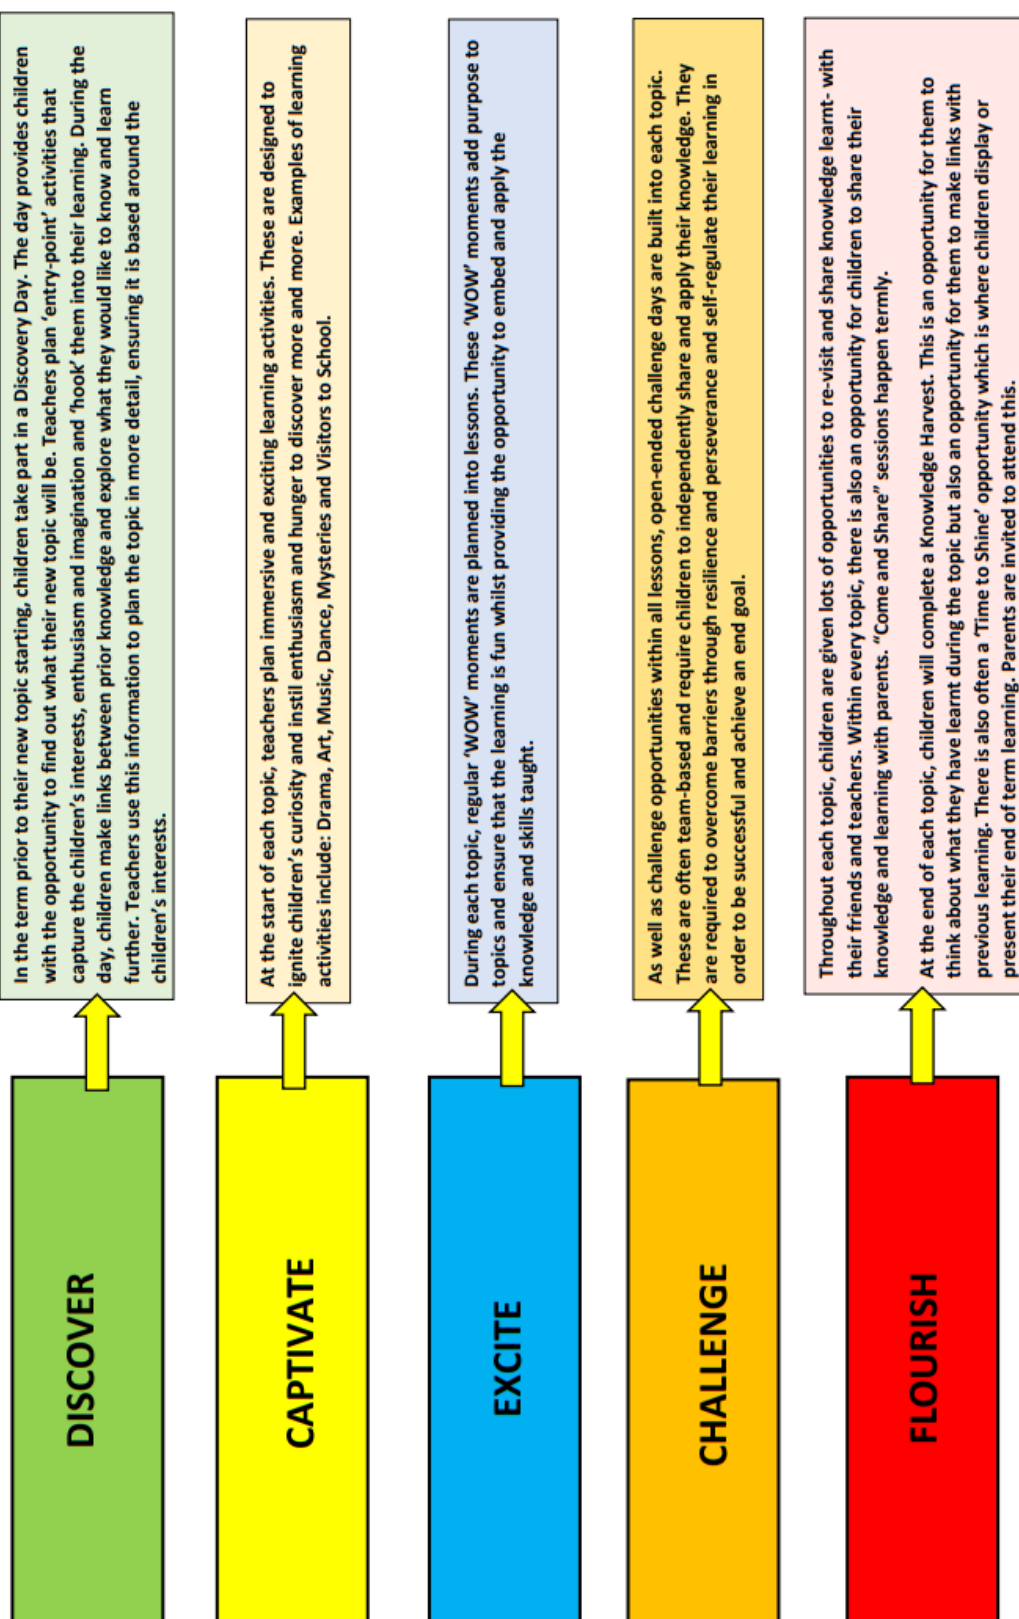 DISCOVER
In the term prior to their new topic starting, children take part in a Discovery Day. The day provides children
with the opportunity to find out what their new topic will be. Teachers plan ‘entry-point’ activities that
capture the children’s interests, enthusiasm and imagination and ‘hook’ them into their learning. During the
day, children make links between prior knowledge and explore what they would like to know and learn
further. Teachers use this information to plan the topic in more detail, ensuring it is based around the
children’s interests.
CAPTIVATE
At the start of each topic, teachers plan immersive and exciting learning activities. These are designed to
ignite children’s curiosity and instil enthusiasm and hunger to discover more and more. Examples of learning
activities include: Drama, Art, Music, Dance, Mysteries and Visitors to School.
EXCITE
During each topic, regular ‘WOW’ moments are planned into lessons. These ‘WOW’ moments add purpose to
topics and ensure that the learning is fun whilst providing the opportunity to embed and apply the
knowledge and skills taught.
CHALLENGE
As well as challenge opportunities within all lessons, open-ended challenge days are built into each topic.
These are often team-based and require children to independently share and apply their knowledge. They
are required to overcome barriers through resilience and perseverance and self-regulate their learning in
order to be successful and achieve an end goal.
FLOURISH
Throughout each topic, children are given lots of opportunities to re-visit and share knowledge learnt- with
their friends and teachers. Within every topic, there is also an opportunity for children to share their
knowledge and learning with parents. “Come and Share” sessions happen termly.
At the end of each topic, children will complete a Knowledge Harvest. This is an opportunity for them to
think about what they have learnt during the topic but also an opportunity for them to make links with
previous learning. There is also often a ‘Time to Shine’ opportunity which is where children display or
present their end of term learning. Parents are invited to attend this.